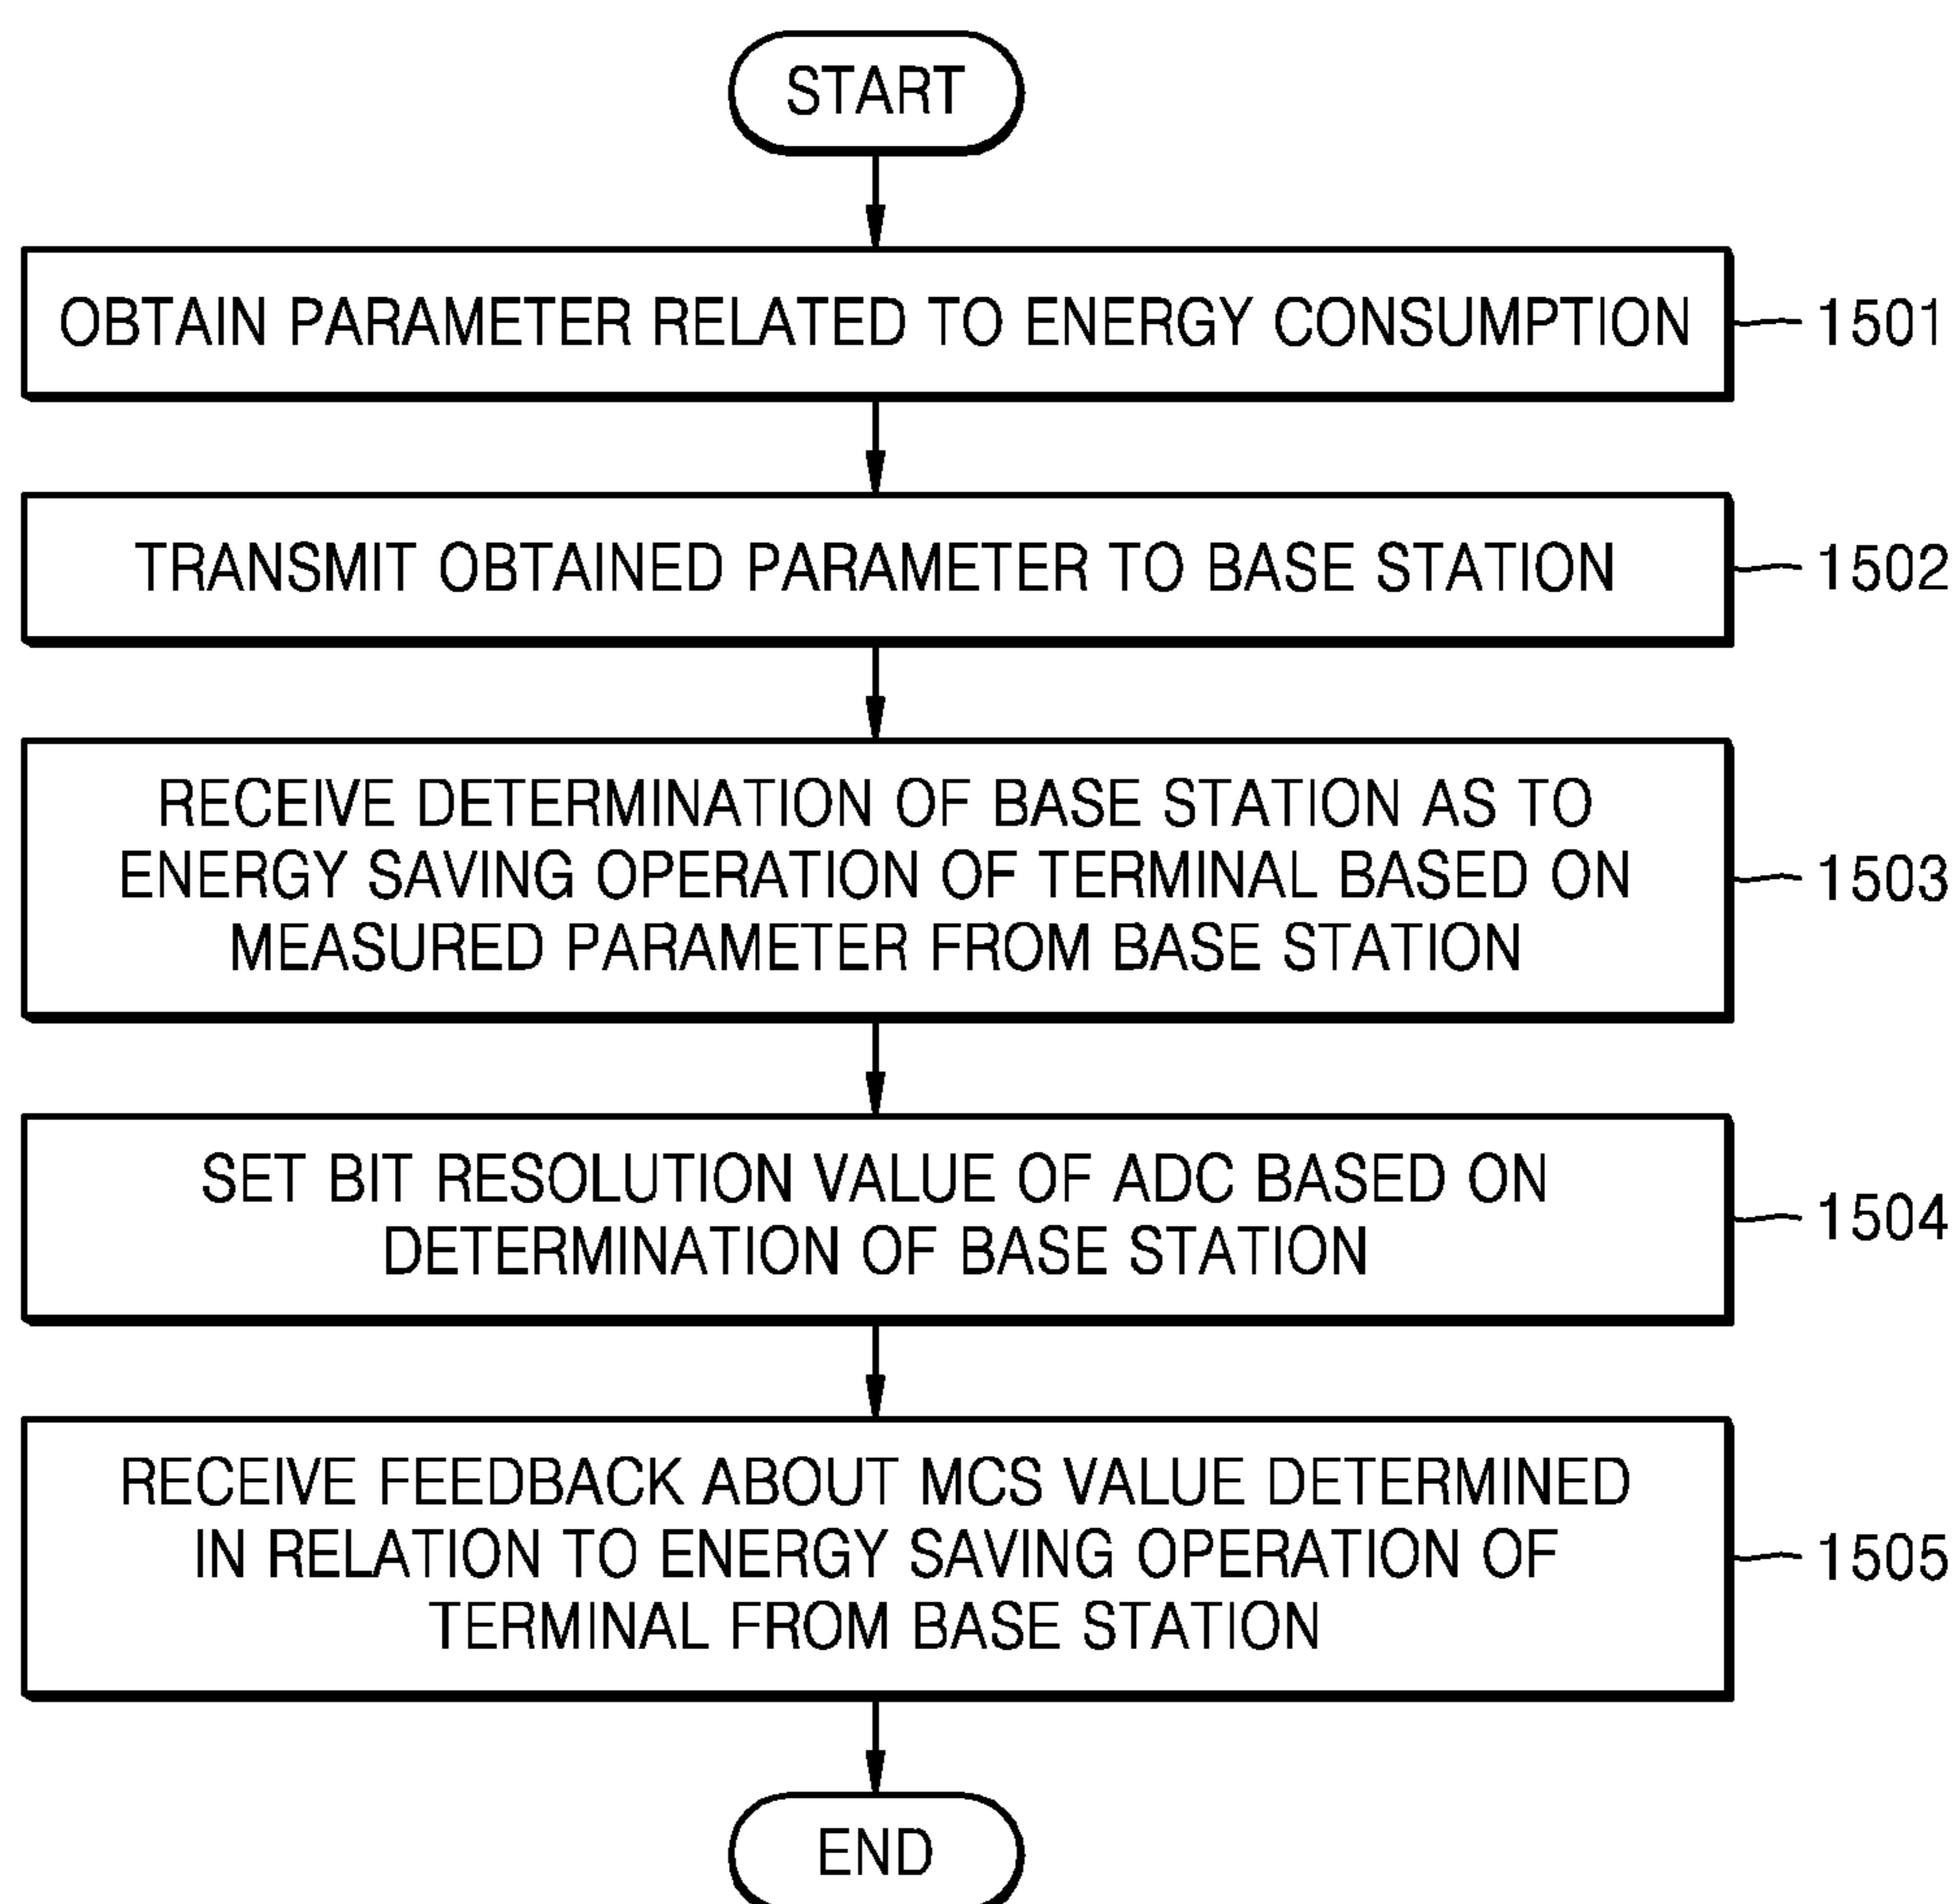 START
OBTAIN PARAMETER RELATED TO ENERGY CONSUMPTION
1501
TRANSMIT OBTAINED PARAMETER TO BASE STATION
1502
RECEIVE DETERMINATION OF BASE STATION AS TO
ENERGY SAVING OPERATION OF TERMINAL BASED ON
MEASURED PARAMETER FROM BASE STATION
1503
SET BIT RESOLUTION VALUE OF ADC BASED ON
DETERMINATION OF BASE STATION
1504
RECEIVE FEEDBACK ABOUT MCS VALUE DETERMINED
IN RELATION TO ENERGY SAVING OPERATION OF
TERMINAL FROM BASE STATION
1505
END